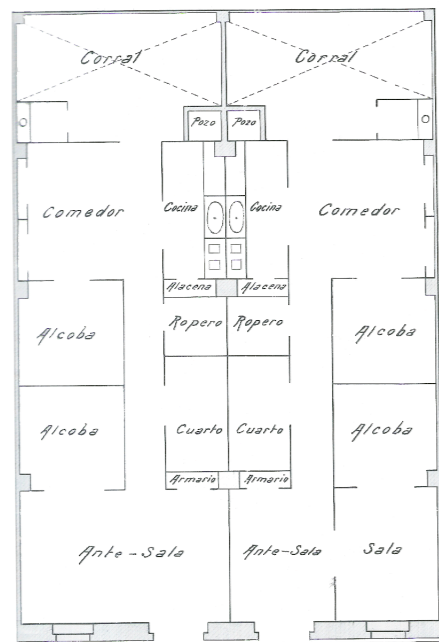 Corral Corral
Pozo Pozo
Comedor Cocina Cocina Comedor
Alacena Alacena
Ropero Ropero
Alcoba Alcoba
Alcoba Cuarto Cuarto Alcoba
Armario Armario
Ante-Sala Ante-Sala Sala